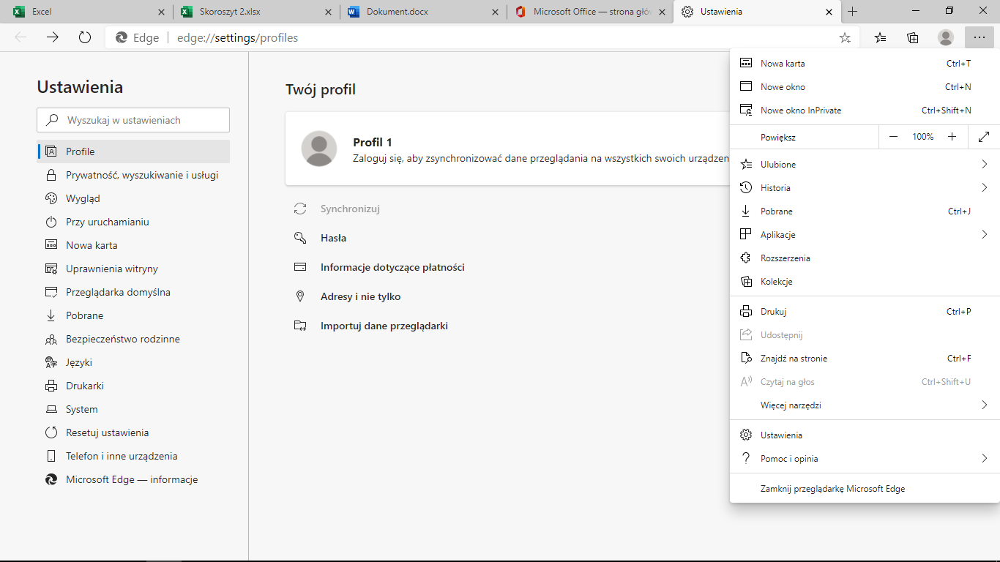 Excel
Skoroszyt 2.xlsx
Dokument.docx
Microsoft Office — strona głów
Ustawienia
Edge
edge://settings/profiles
Ustawienia
Wyszukaj w ustawieniach
Profile
Prywatność, wyszukiwanie i usługi
Wygląd
Przy uruchamianiu
Nowa karta
Uprawnienia witryny
Przeglądarka domyślna
Pobrane
Bezpieczeństwo rodzinne
Języki
Drukarki
System
Resetuj ustawienia
Telefon i inne urządzenia
Microsoft Edge — informacje
Twój profil
Profil 1
Zaloguj się, aby zsynchronizować dane przeglądania na wszystkich swoich urządzen
Synchronizuj
Hasła
Informacje dotyczące płatności
Adresy i nie tylko
Importuj dane przeglądarki
Nowa karta Ctrl+T
Nowe okno Ctrl+N
Nowe okno InPrivate Ctrl+Shift+N
Powiększ 100%
Ulubione
Historia
Pobrane Ctrl+J
Aplikacje
Rozszerzenia
Kolekcje
Drukuj Ctrl+P
Udostępnij
Znajdź na stronie Ctrl+F
Czytaj na głos Ctrl+Shift+U
Więcej narzędzi
Ustawienia
Pomoc i opinia
Zamknij przeglądarkę Microsoft Edge